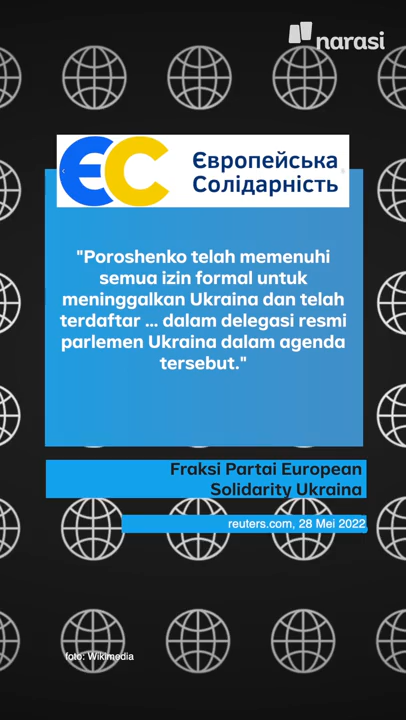 narasi
ЄС Європейська
Солідарність
"Poroshenko telah memenuhi
semua izin formal untuk
meninggalkan Ukraina dan telah
terdaftar ... dalam delegasi resmi
parlemen Ukraina dalam agenda
tersebut."
Fraksi Partai European
Solidarity Ukraina
reuters.com, 28 Mei 2022
foto: Wikimedia